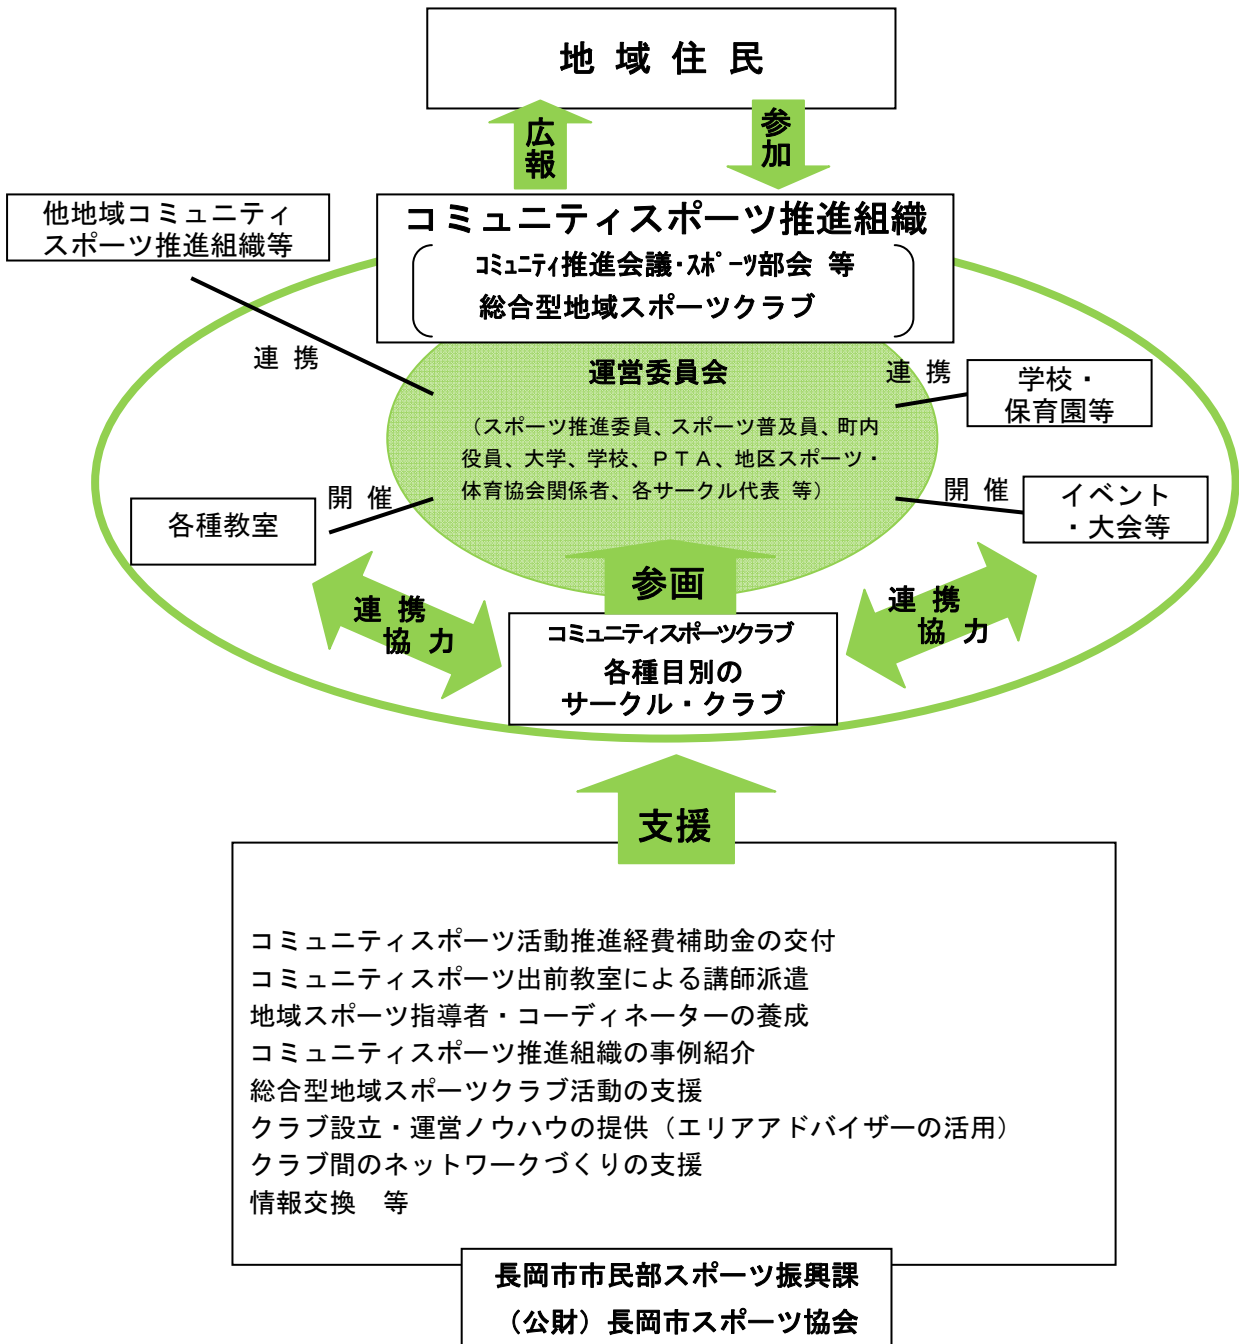 地域住民
広報
参加
他地域コミュニティ
スポーツ推進組織等
コミュニティスポーツ推進組織
ｺﾐｭﾆﾃｨ推進会議・ｽﾎﾟｰﾂ部会 等
総合型地域スポーツクラブ
連携
運営委員会
連携
学校・
保育園等
（スポーツ推進委員、スポーツ普及員、町内
役員、大学、学校、ＰＴＡ、地区スポーツ・
体育協会関係者、各サークル代表 等）
各種教室
開催
開催
イベント
・大会等
参画
連携
協力
連携
協力
コミュニティスポーツクラブ
各種目別の
サークル・クラブ
支援
コミュニティスポーツ活動推進経費補助金の交付
コミュニティスポーツ出前教室による講師派遣
地域スポーツ指導者・コーディネーターの養成
コミュニティスポーツ推進組織の事例紹介
総合型地域スポーツクラブ活動の支援
クラブ設立・運営ノウハウの提供（エリアアドバイザーの活用）
クラブ間のネットワークづくりの支援
情報交換　等
長岡市市民部スポーツ振興課
（公財）長岡市スポーツ協会